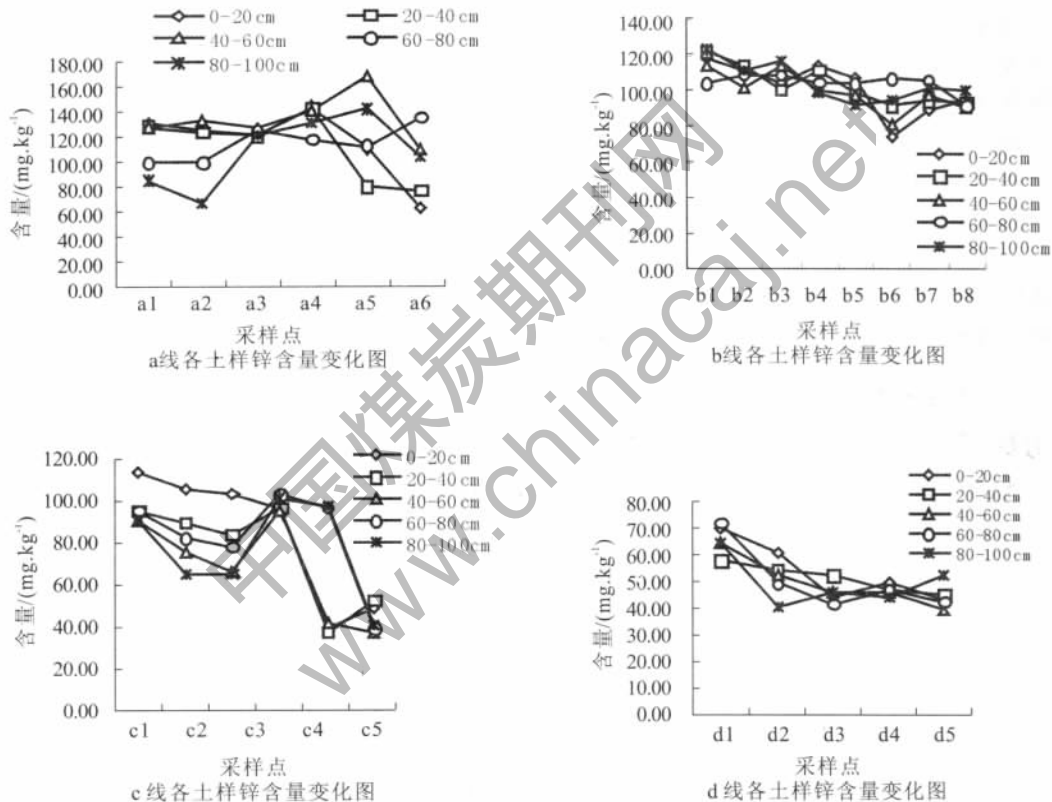 0-20cm
20-40cm
40-60cm
60-80cm
80-100cm
180.00
160.00
140.00
120.00
100.00
80.00
60.00
40.00
20.00
0.00
含量/(mg.kg⁻¹)
a1 a2 a3 a4 a5 a6
采样点
a线各土样锌含量变化图
140.00
120.00
100.00
80.00
60.00
40.00
20.00
0.00
含量/(mg.kg⁻¹)
0-20cm
20-40cm
40-60cm
60-80cm
80-100cm
b1 b2 b3 b4 b5 b6 b7 b8
采样点
b线各土样锌含量变化图
120.00
100.00
80.00
60.00
40.00
20.00
0.00
含量/(mg.kg⁻¹)
0-20cm
20-40cm
40-60cm
60-80cm
80-100cm
c1 c2 c3 c4 c5
采样点
c线各土样锌含量变化图
80.00
70.00
60.00
50.00
40.00
30.00
20.00
10.00
0.00
含量/(mg.kg⁻¹)
0-20cm
20-40cm
40-60cm
60-80cm
80-100cm
d1 d2 d3 d4 d5
采样点
d线各土样锌含量变化图
中国煤炭期刊网
www.chinacaj.net